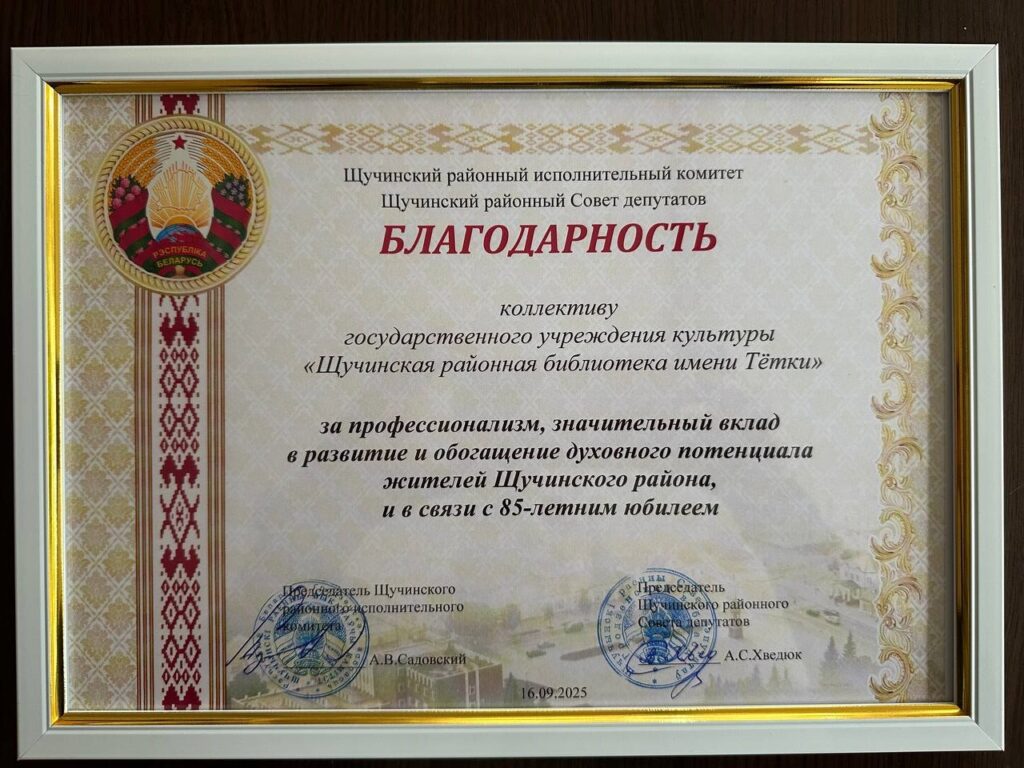 Щучинский районный исполнительный комитет
Щучинский районный Совет депутатов
БЛАГОДАРНОСТЬ
РЭСПУБЛІКА
БЕЛАРУСЬ
коллективу
государственного учреждения культуры
«Щучинская районная библиотека имени Тётки»
за профессионализм, значительный вклад
в развитие и обогащение духовного потенциала
жителей Щучинского района,
и в связи с 85-летним юбилеем
Председатель Щучинского
районного исполнительного
комитета
А.В.Садовский
Председатель
Щучинского районного
Совета депутатов
А.С.Хведюк
16.09.2025